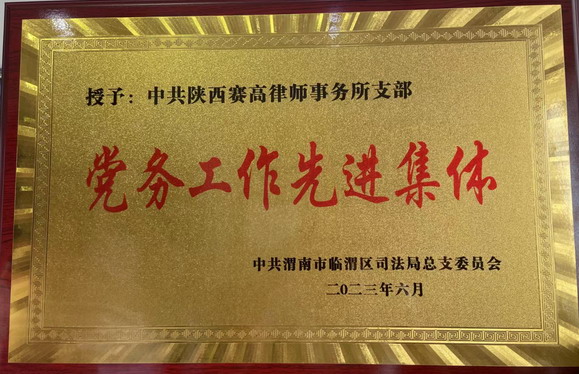 授予：中共陕西赛高律师事务所支部
党务工作先进集体
中共渭南市临渭区司法局总支委员会
二〇二三年六月